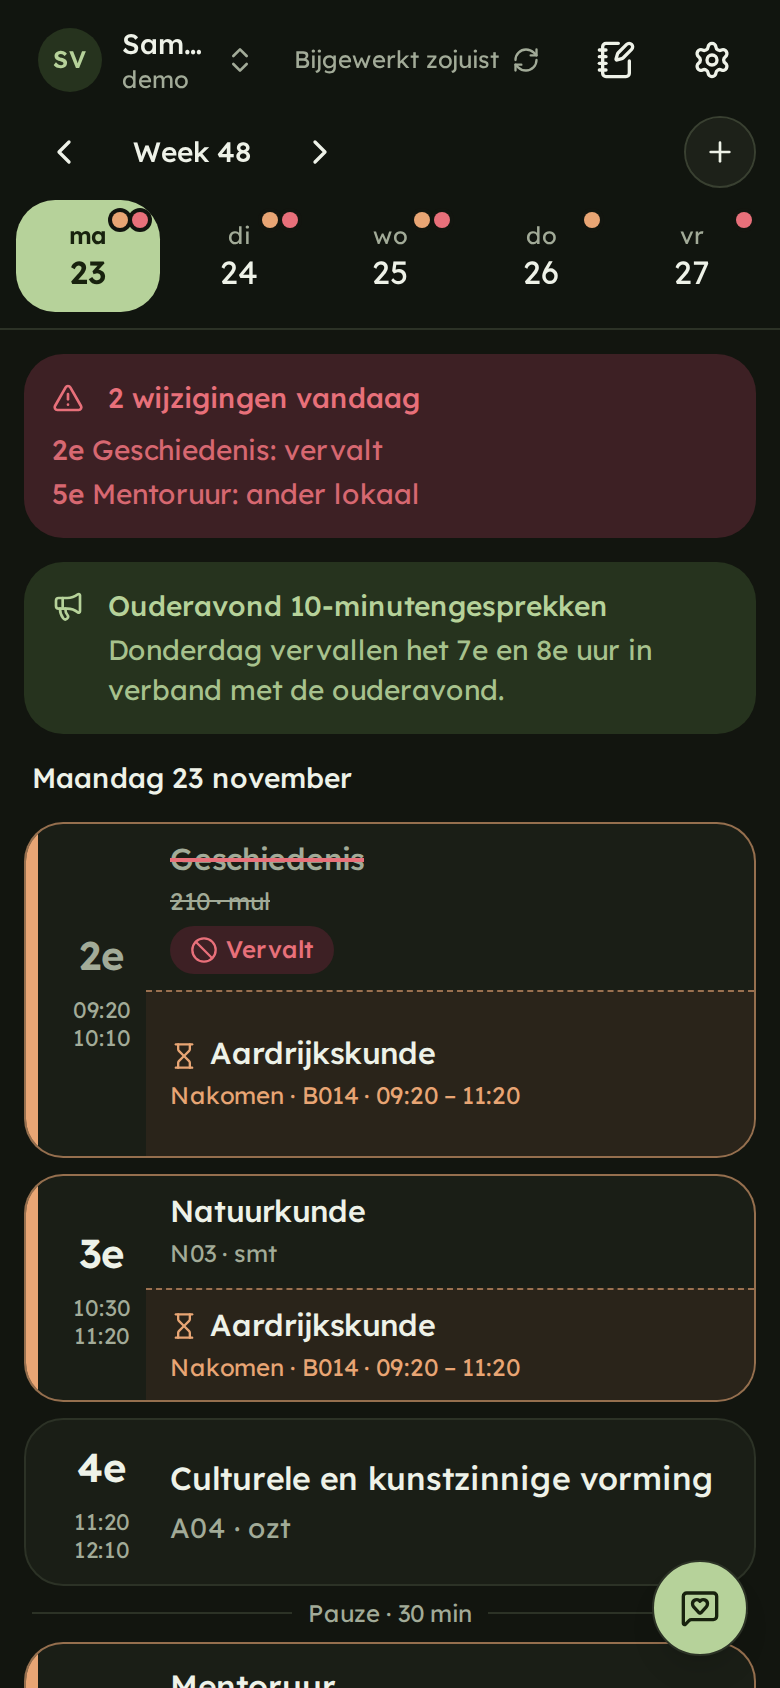 SV
Sam...
demo
Bijgewerkt zojuist
Week 48
ma
23
di
24
wo
25
do
26
vr
27
2 wijzigingen vandaag
2e Geschiedenis: vervalt
5e Mentoruur: ander lokaal
Ouderavond 10-minutengesprekken
Donderdag vervallen het 7e en 8e uur in
verband met de ouderavond.
Maandag 23 november
2e
09:20
10:10
Geschiedenis
210 · mul
Vervalt
Aardrijkskunde
Nakomen · B014 · 09:20 – 11:20
3e
10:30
11:20
Natuurkunde
N03 · smt
Aardrijkskunde
Nakomen · B014 · 09:20 – 11:20
4e
11:20
12:10
Culturele en kunstzinnige vorming
A04 · ozt
Pauze · 30 min
Mentoruur